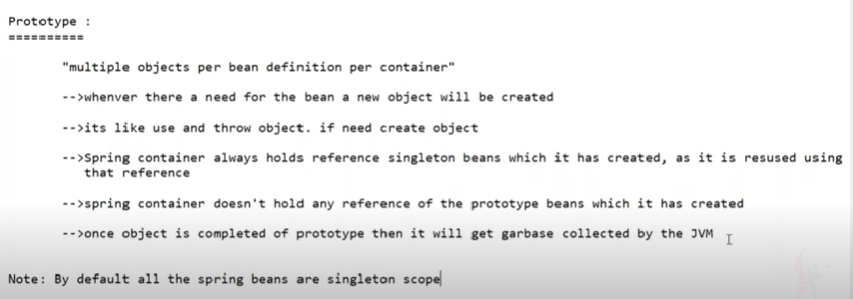 Prototype :
==========
"multiple objects per bean definition per container"
-->whenver there a need for the bean a new object will be created
-->its like use and throw object. if need create object
-->Spring container always holds reference singleton beans which it has created, as it is resused using
that reference
-->spring container doesn't hold any reference of the prototype beans which it has created
-->once object is completed of prototype then it will get garbase collected by the JVM
Note: By default all the spring beans are singleton scope